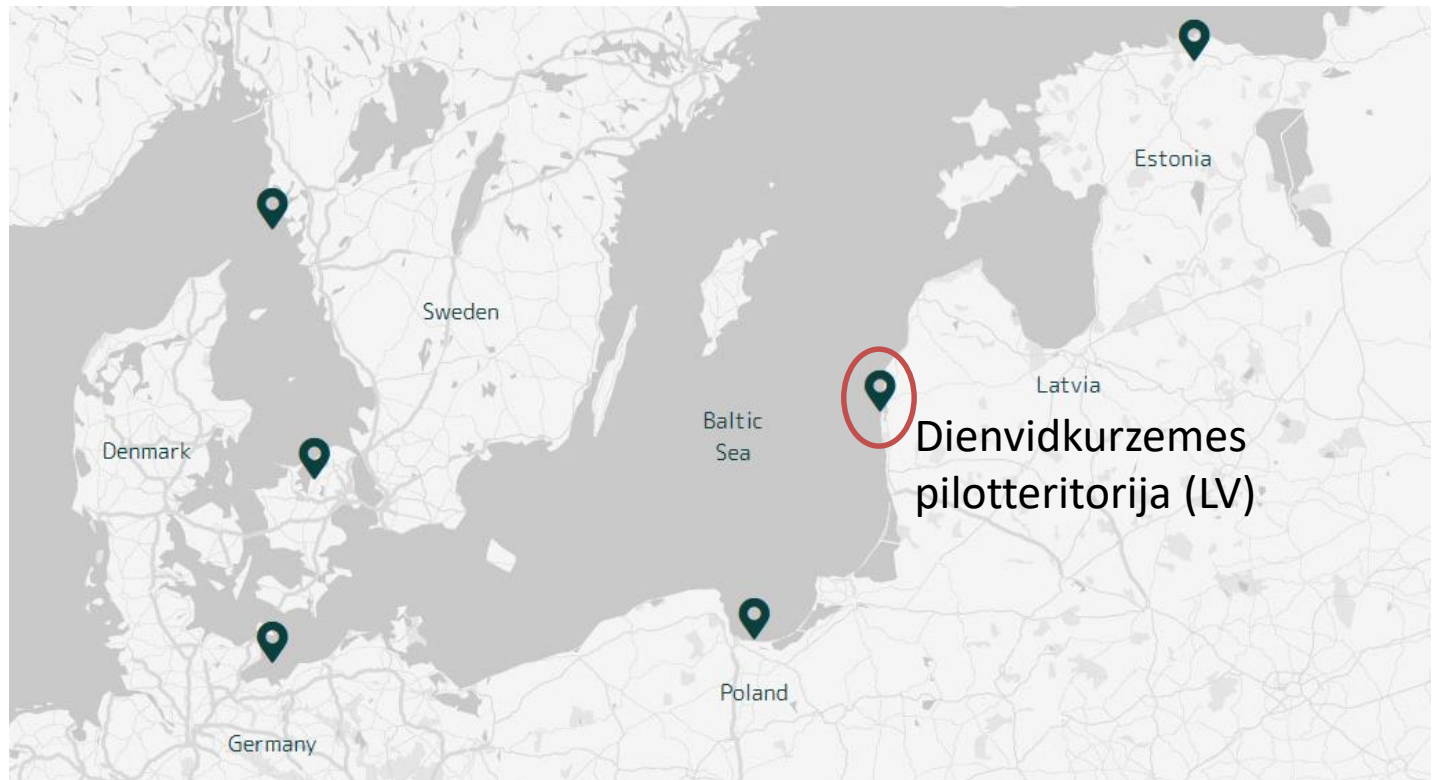 Estonia
Sweden
Latvia
Baltic
Sea
Denmark
Dienvidkurzemes
pilotteritorija (LV)
Poland
Germany